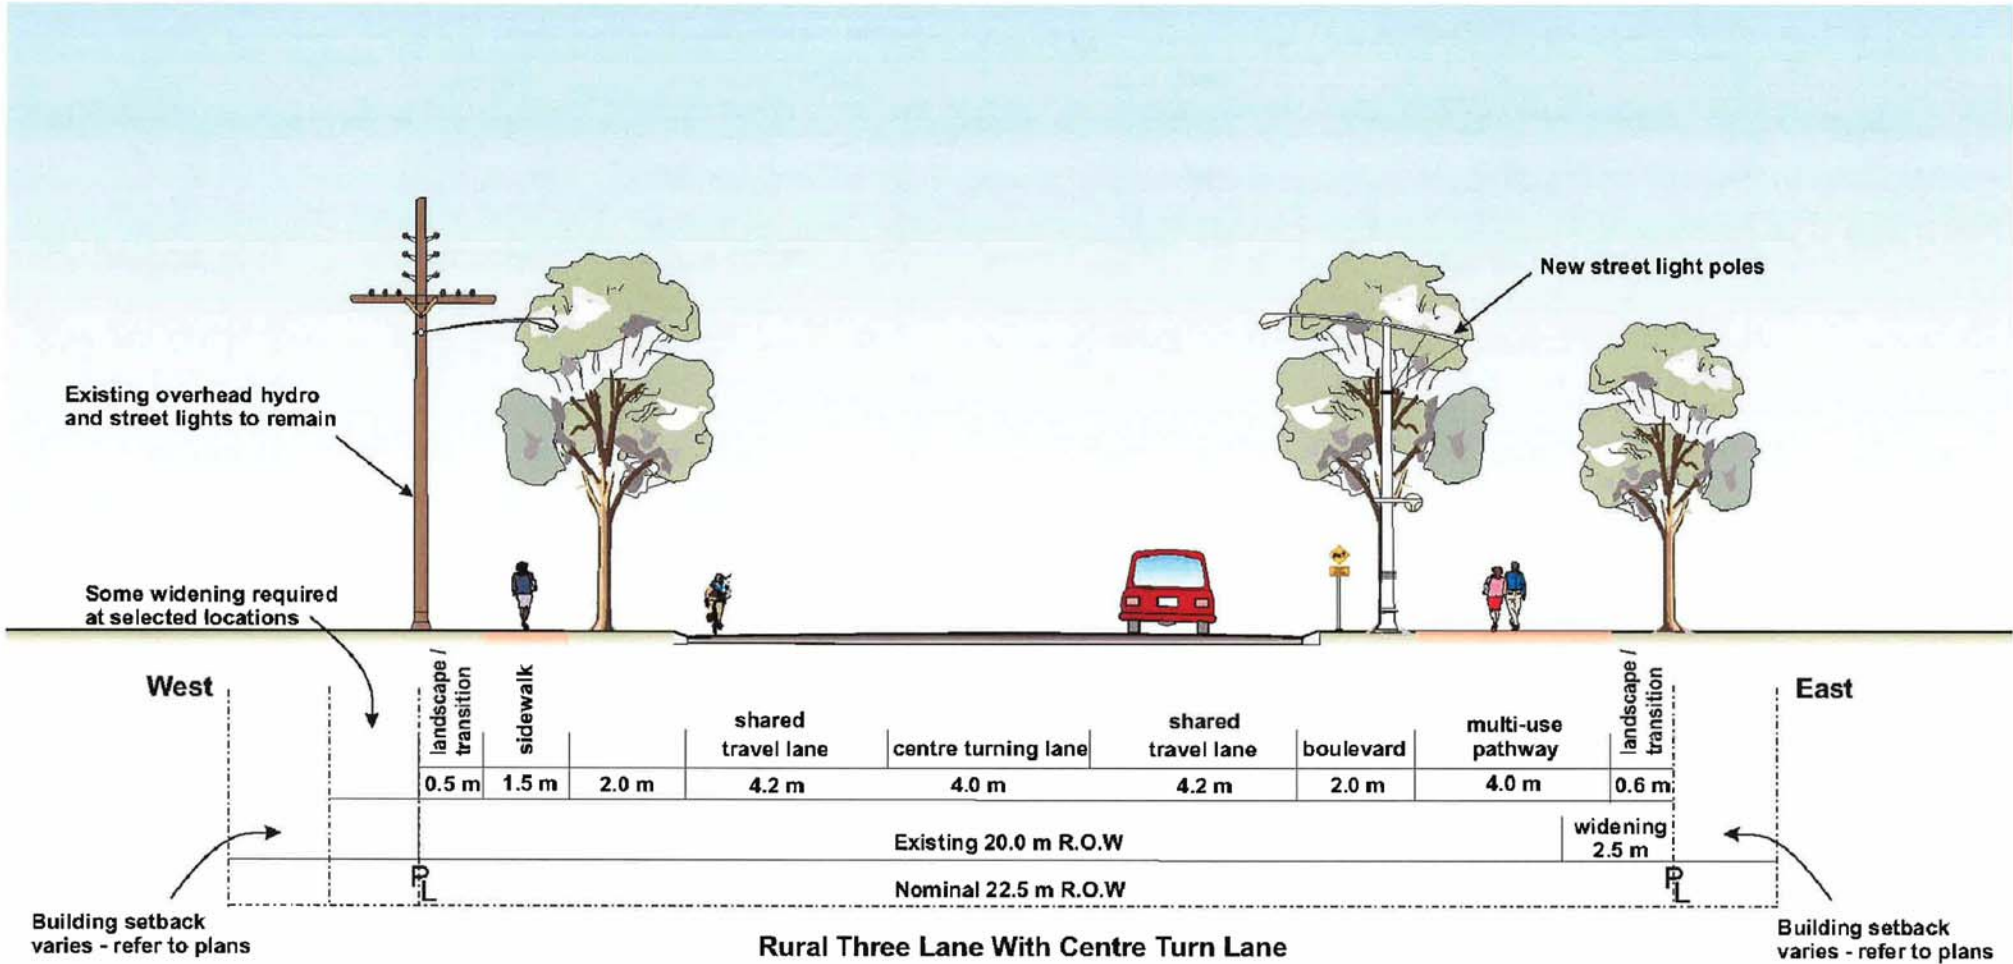 New street light poles
Existing overhead hydro
and street lights to remain
Some widening required
at selected locations
West
East
landscape /
transition
sidewalk
shared
travel lane
centre turning lane
shared
travel lane
boulevard
multi-use
pathway
landscape /
transition
0.5 m
1.5 m
2.0 m
4.2 m
4.0 m
4.2 m
2.0 m
4.0 m
0.6 m
Existing 20.0 m R.O.W
widening
2.5 m
PL
Nominal 22.5 m R.O.W
PL
Building setback
varies - refer to plans
Building setback
varies - refer to plans
Rural Three Lane With Centre Turn Lane